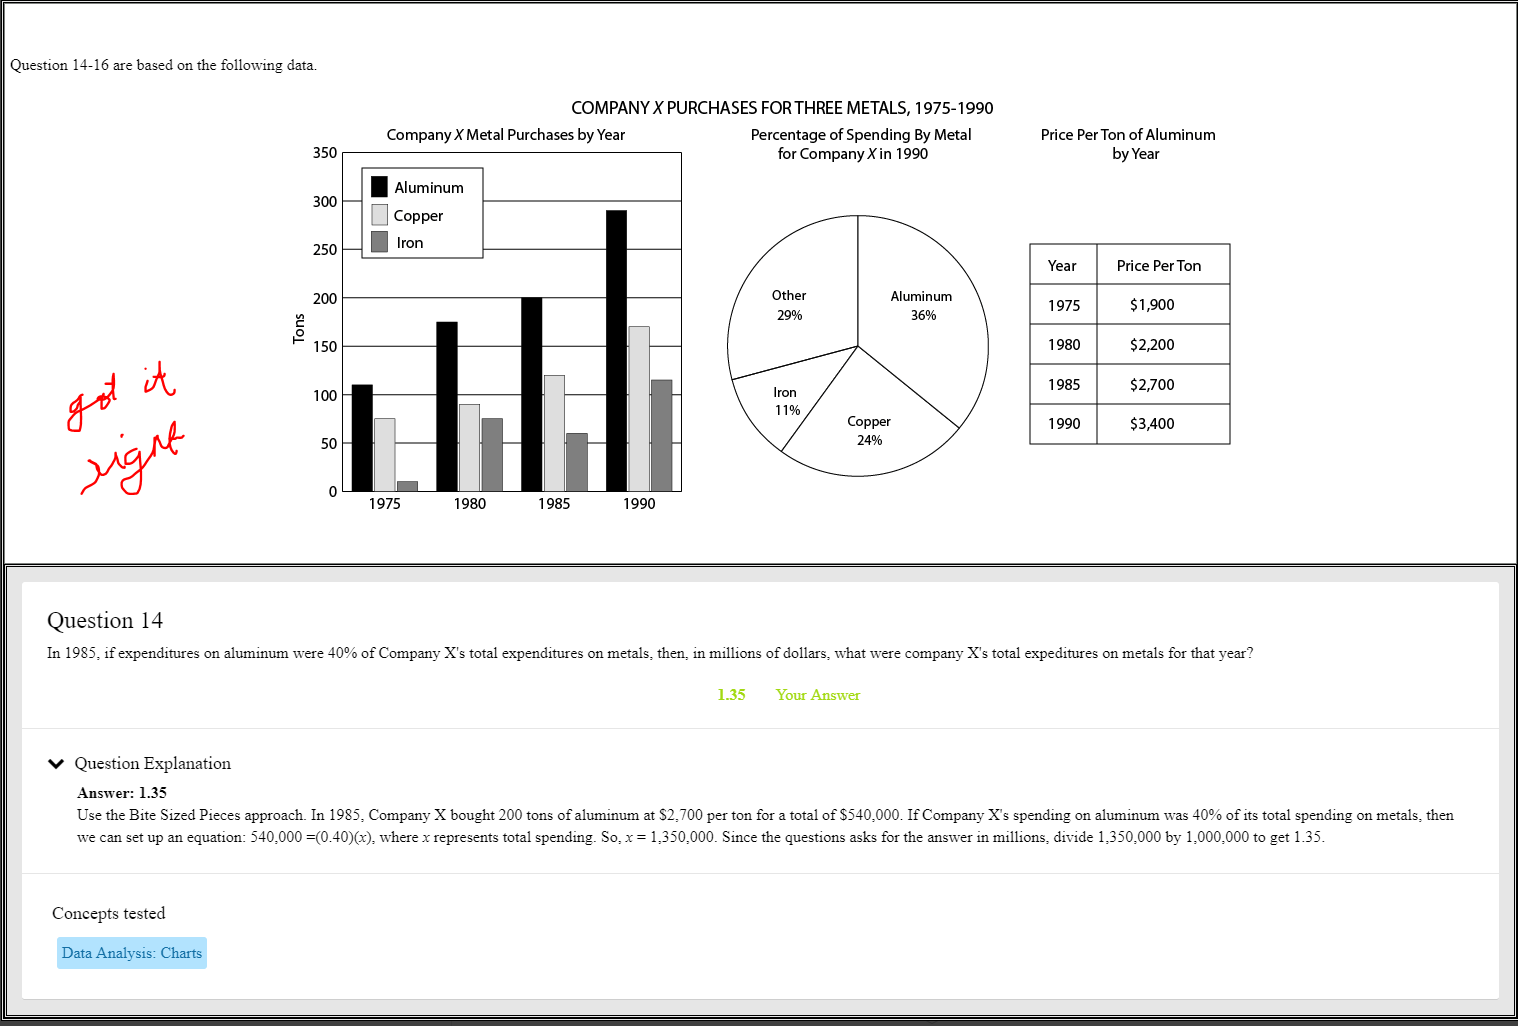 Question 14-16 are based on the following data.
COMPANY X PURCHASES FOR THREE METALS, 1975-1990
Company X Metal Purchases by Year
350
300
250
200
150
100
50
0
Tons
Aluminum
Copper
Iron
1975 1980 1985 1990
Percentage of Spending By Metal
for Company X in 1990
Other
29%
Aluminum
36%
Iron
11%
Copper
24%
Price Per Ton of Aluminum
by Year
Year Price Per Ton
1975 $1,900
1980 $2,200
1985 $2,700
1990 $3,400
got it
right
Question 14
In 1985, if expenditures on aluminum were 40% of Company X's total expenditures on metals, then, in millions of dollars, what were company X's total expeditures on metals for that year?
1.35 Your Answer
Question Explanation
Answer: 1.35
Use the Bite Sized Pieces approach. In 1985, Company X bought 200 tons of aluminum at $2,700 per ton for a total of $540,000. If Company X's spending on aluminum was 40% of its total spending on metals, then
we can set up an equation: 540,000 =(0.40)(x), where x represents total spending. So, x = 1,350,000. Since the questions asks for the answer in millions, divide 1,350,000 by 1,000,000 to get 1.35.
Concepts tested
Data Analysis: Charts